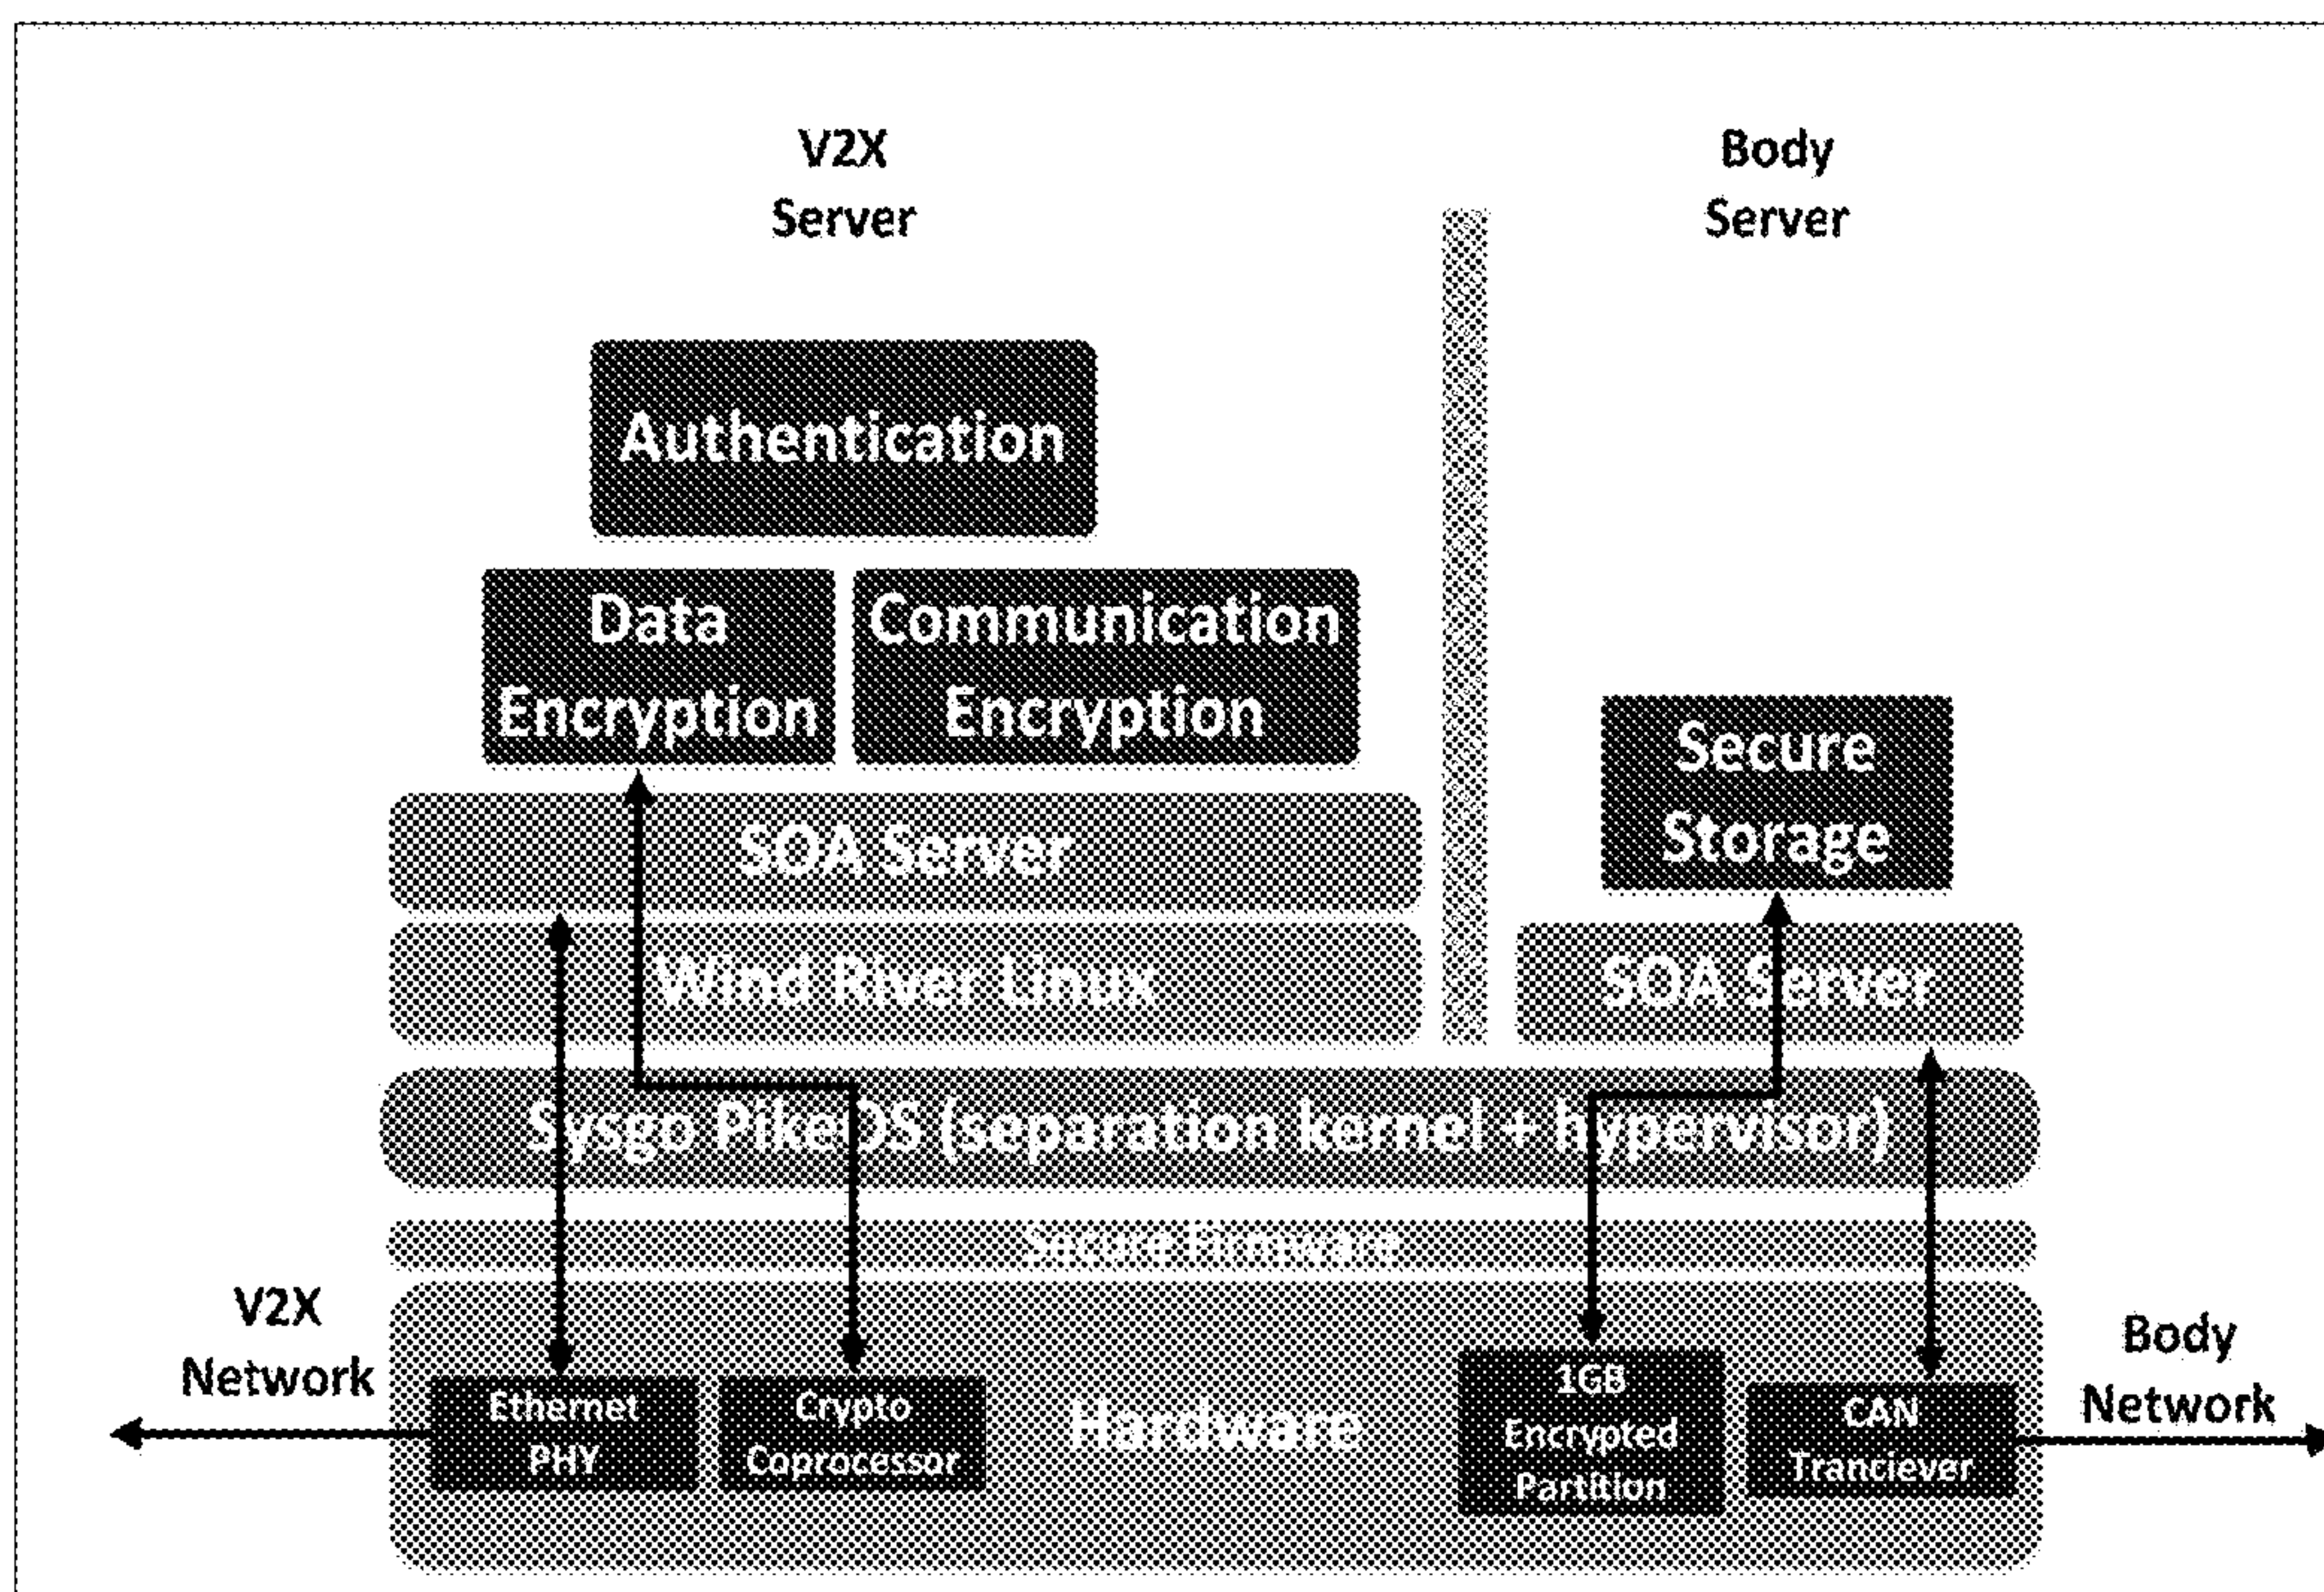 V2X
Server
Body
Server
Authentication
Data
Encryption
Communication
Encryption
Secure
Storage
SOA Server
Wind River Linux
SOA Server
Sysgo PikeOS (separation kernel + hypervisor)
Secure Firmware
V2X
Network
Ethernet
PHY
Crypto
Coprocessor
Hardware
1GB
Encrypted
Partition
CAN
Tranciever
Body
Network